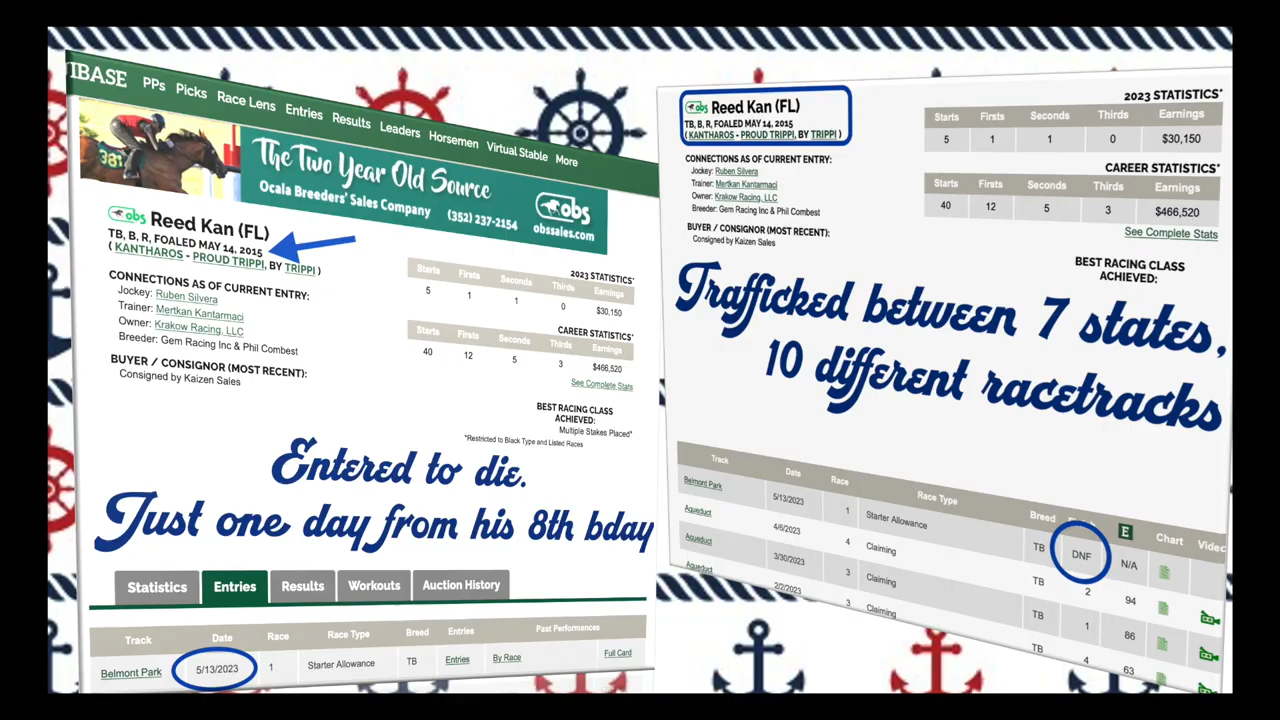 IBASE PPs Picks Race Lens Entries Results Leaders Horsemen Virtual Stable More
381
The Two Year Old Source
Ocala Breeders' Sales Company (352) 237-2154
obs
obssales.com
obs Reed Kan (FL)
TB, B, R, FOALED MAY 14, 2015
( KANTHAROS - PROUD TRIPPI, BY TRIPPI )
CONNECTIONS AS OF CURRENT ENTRY:
Jockey: Ruben Silvera
Trainer: Mertkan Kantarmaci
Owner: Krakow Racing, LLC
Breeder: Gem Racing Inc & Phil Combest
BUYER / CONSIGNOR (MOST RECENT):
Consigned by Kaizen Sales
2023 STATISTICS*
Starts Firsts Seconds Thirds Earnings
5 1 1 0 $30,150
CAREER STATISTICS*
Starts Firsts Seconds Thirds Earnings
40 12 5 3 $466,520
See Complete Stats
BEST RACING CLASS
ACHIEVED:
Multiple Stakes Placed*
*Restricted to Black Type and Listed Races
Entered to die.
Just one day from his 8th bday
Statistics Entries Results Workouts Auction History
Track Date Race Race Type Breed Entries Past Performances
Belmont Park 5/13/2023 1 Starter Allowance TB Entries By Race Full Card
obs Reed Kan (FL)
TB, B, R, FOALED MAY 14, 2015
( KANTHAROS - PROUD TRIPPI, BY TRIPPI )
CONNECTIONS AS OF CURRENT ENTRY:
Jockey: Ruben Silvera
Trainer: Mertkan Kantarmaci
Owner: Krakow Racing, LLC
Breeder: Gem Racing Inc & Phil Combest
BUYER / CONSIGNOR (MOST RECENT):
Consigned by Kaizen Sales
2023 STATISTICS*
Starts Firsts Seconds Thirds Earnings
5 1 1 0 $30,150
CAREER STATISTICS*
Starts Firsts Seconds Thirds Earnings
40 12 5 3 $466,520
See Complete Stats
BEST RACING CLASS
ACHIEVED:
Trafficked between 7 states,
10 different racetracks
Track Date Race Race Type Breed E Chart Video
Belmont Park 5/13/2023 1 Starter Allowance TB DNF N/A
Aqueduct 4/6/2023 4 Claiming TB 2 94
Aqueduct 3/30/2023 3 Claiming TB 1 86
Aqueduct 2/2/2023 3 Claiming TB 4 63